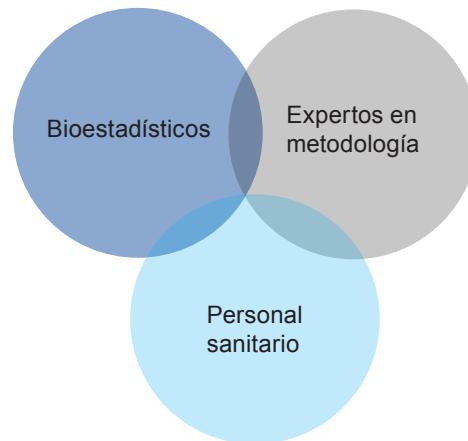 Bioestadísticos
Expertos en
metodología
Personal
sanitario